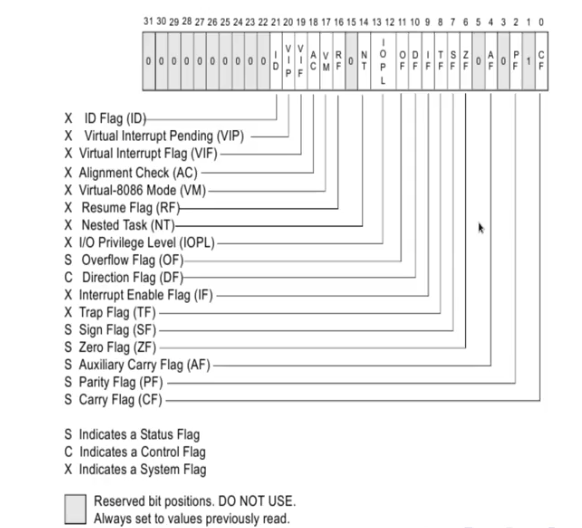 31 30 29 28 27 26 25 24 23 22 21 20 19 18 17 16 15 14 13 12 11 10 9 8 7 6 5 4 3 2 1 0
0 0 0 0 0 0 0 0 0 0 ID VIP VIF AC VM RF 0 NT IOPL OF DF IF TF SF ZF 0 AF 0 PF 1 CF
X ID Flag (ID)
X Virtual Interrupt Pending (VIP)
X Virtual Interrupt Flag (VIF)
X Alignment Check (AC)
X Virtual-8086 Mode (VM)
X Resume Flag (RF)
X Nested Task (NT)
X I/O Privilege Level (IOPL)
S Overflow Flag (OF)
C Direction Flag (DF)
X Interrupt Enable Flag (IF)
X Trap Flag (TF)
S Sign Flag (SF)
S Zero Flag (ZF)
S Auxiliary Carry Flag (AF)
S Parity Flag (PF)
S Carry Flag (CF)
S Indicates a Status Flag
C Indicates a Control Flag
X Indicates a System Flag
Reserved bit positions. DO NOT USE.
Always set to values previously read.